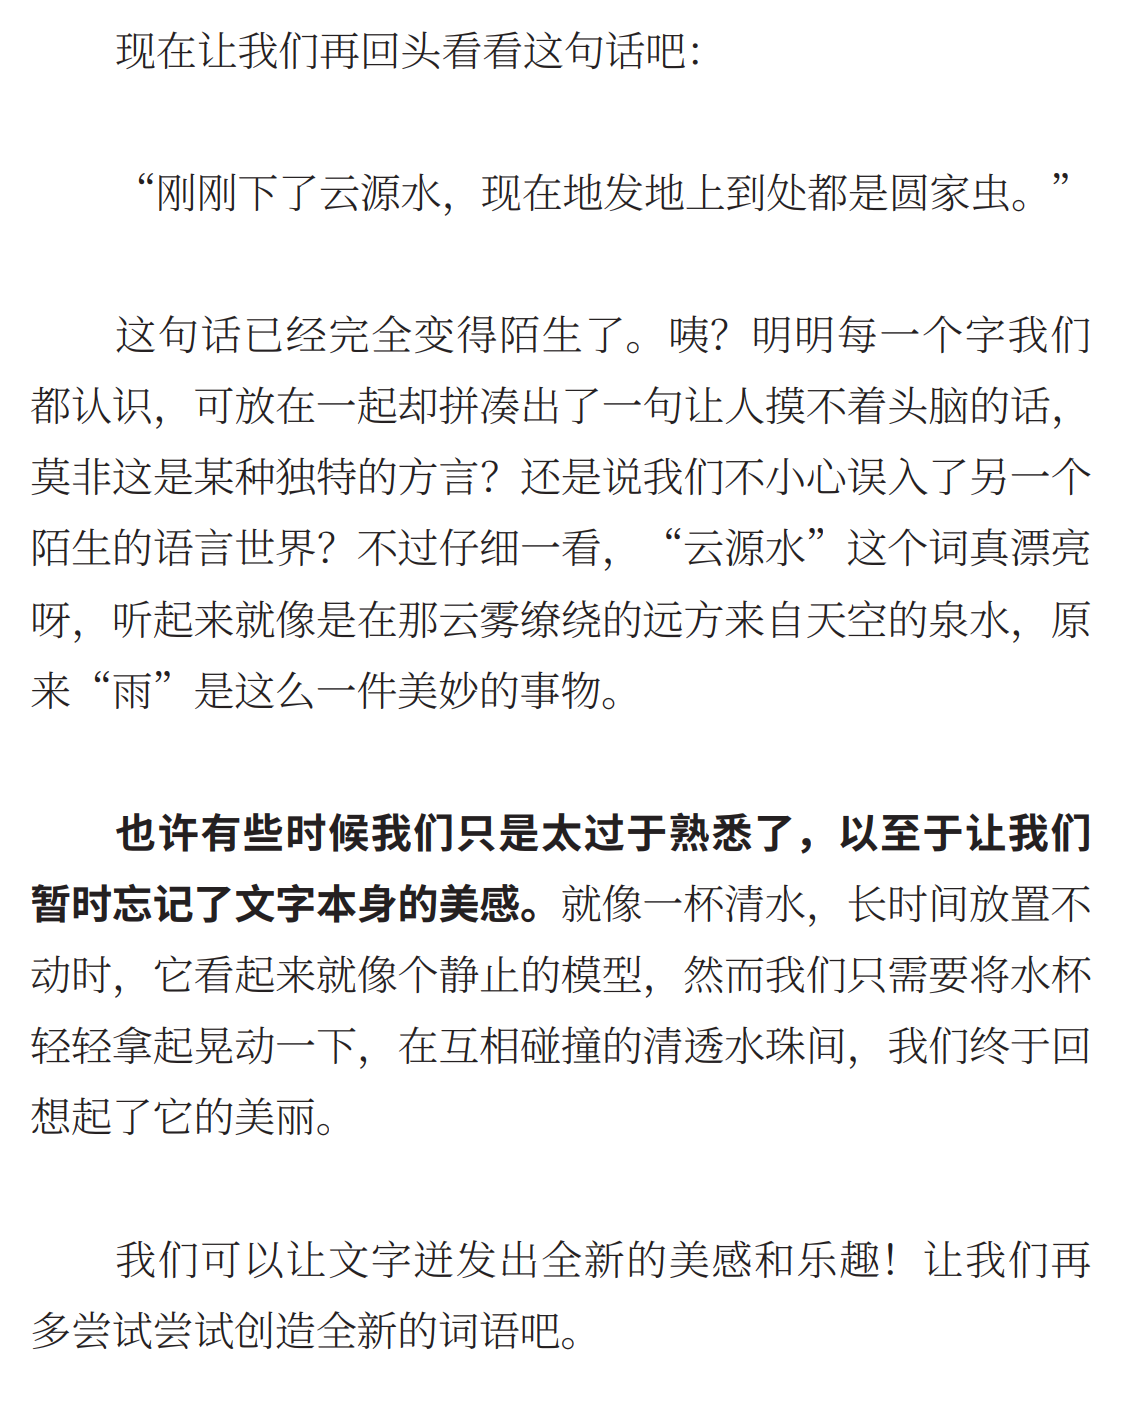 现在让我们再回头看看这句话吧：
“刚刚下了云源水，现在地发地上到处都是圆家虫。”
这句话已经完全变得陌生了。咦？明明每一个字我们
都认识，可放在一起却拼凑出了一句让人摸不着头脑的话，
莫非这是某种独特的方言？还是说我们不小心误入了另一个
陌生的语言世界？不过仔细一看，“云源水”这个词真漂亮
呀，听起来就像是在那云雾缭绕的远方来自天空的泉水，原
来“雨”是这么一件美妙的事物。
也许有些时候我们只是太过于熟悉了，以至于让我们
暂时忘记了文字本身的美感。就像一杯清水，长时间放置不
动时，它看起来就像个静止的模型，然而我们只需要将水杯
轻轻拿起晃动一下，在互相碰撞的清透水珠间，我们终于回
想起了它的美丽。
我们可以让文字迸发出全新的美感和乐趣！让我们再
多尝试尝试创造全新的词语吧。